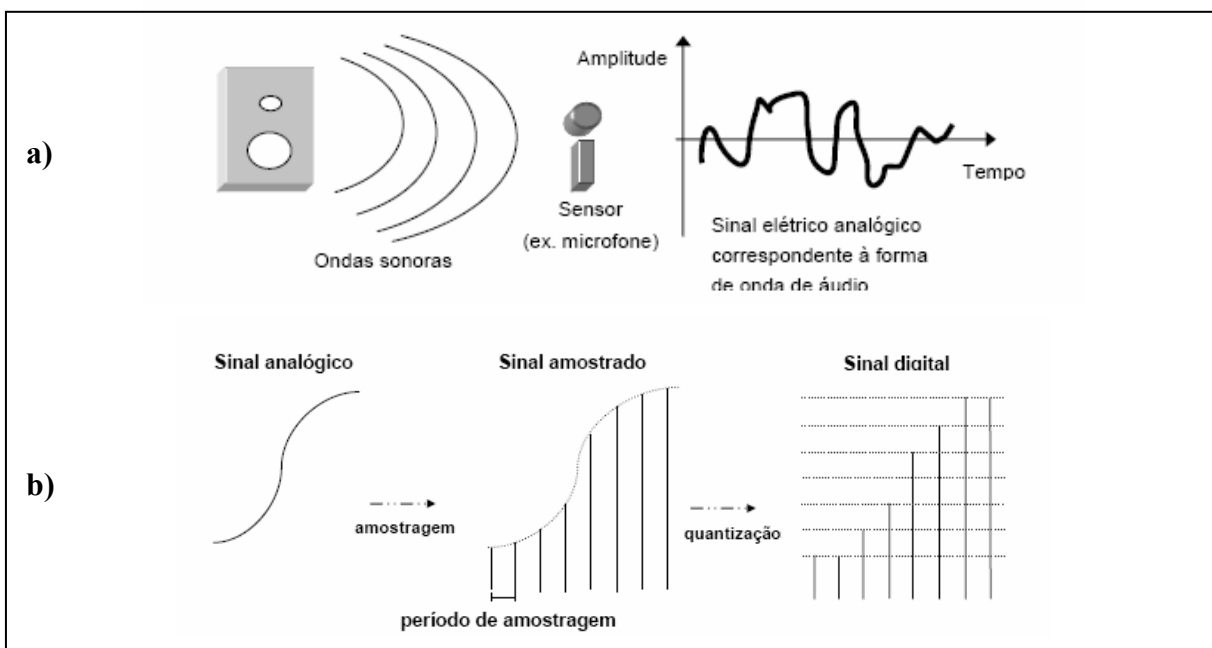 a)
Amplitude
Tempo
Sensor
(ex. microfone)
Ondas sonoras
Sinal elétrico analógico
correspondente à forma
de onda de áudio
b)
Sinal analógico
Sinal amostrado
Sinal digital
amostragem
quantização
período de amostragem